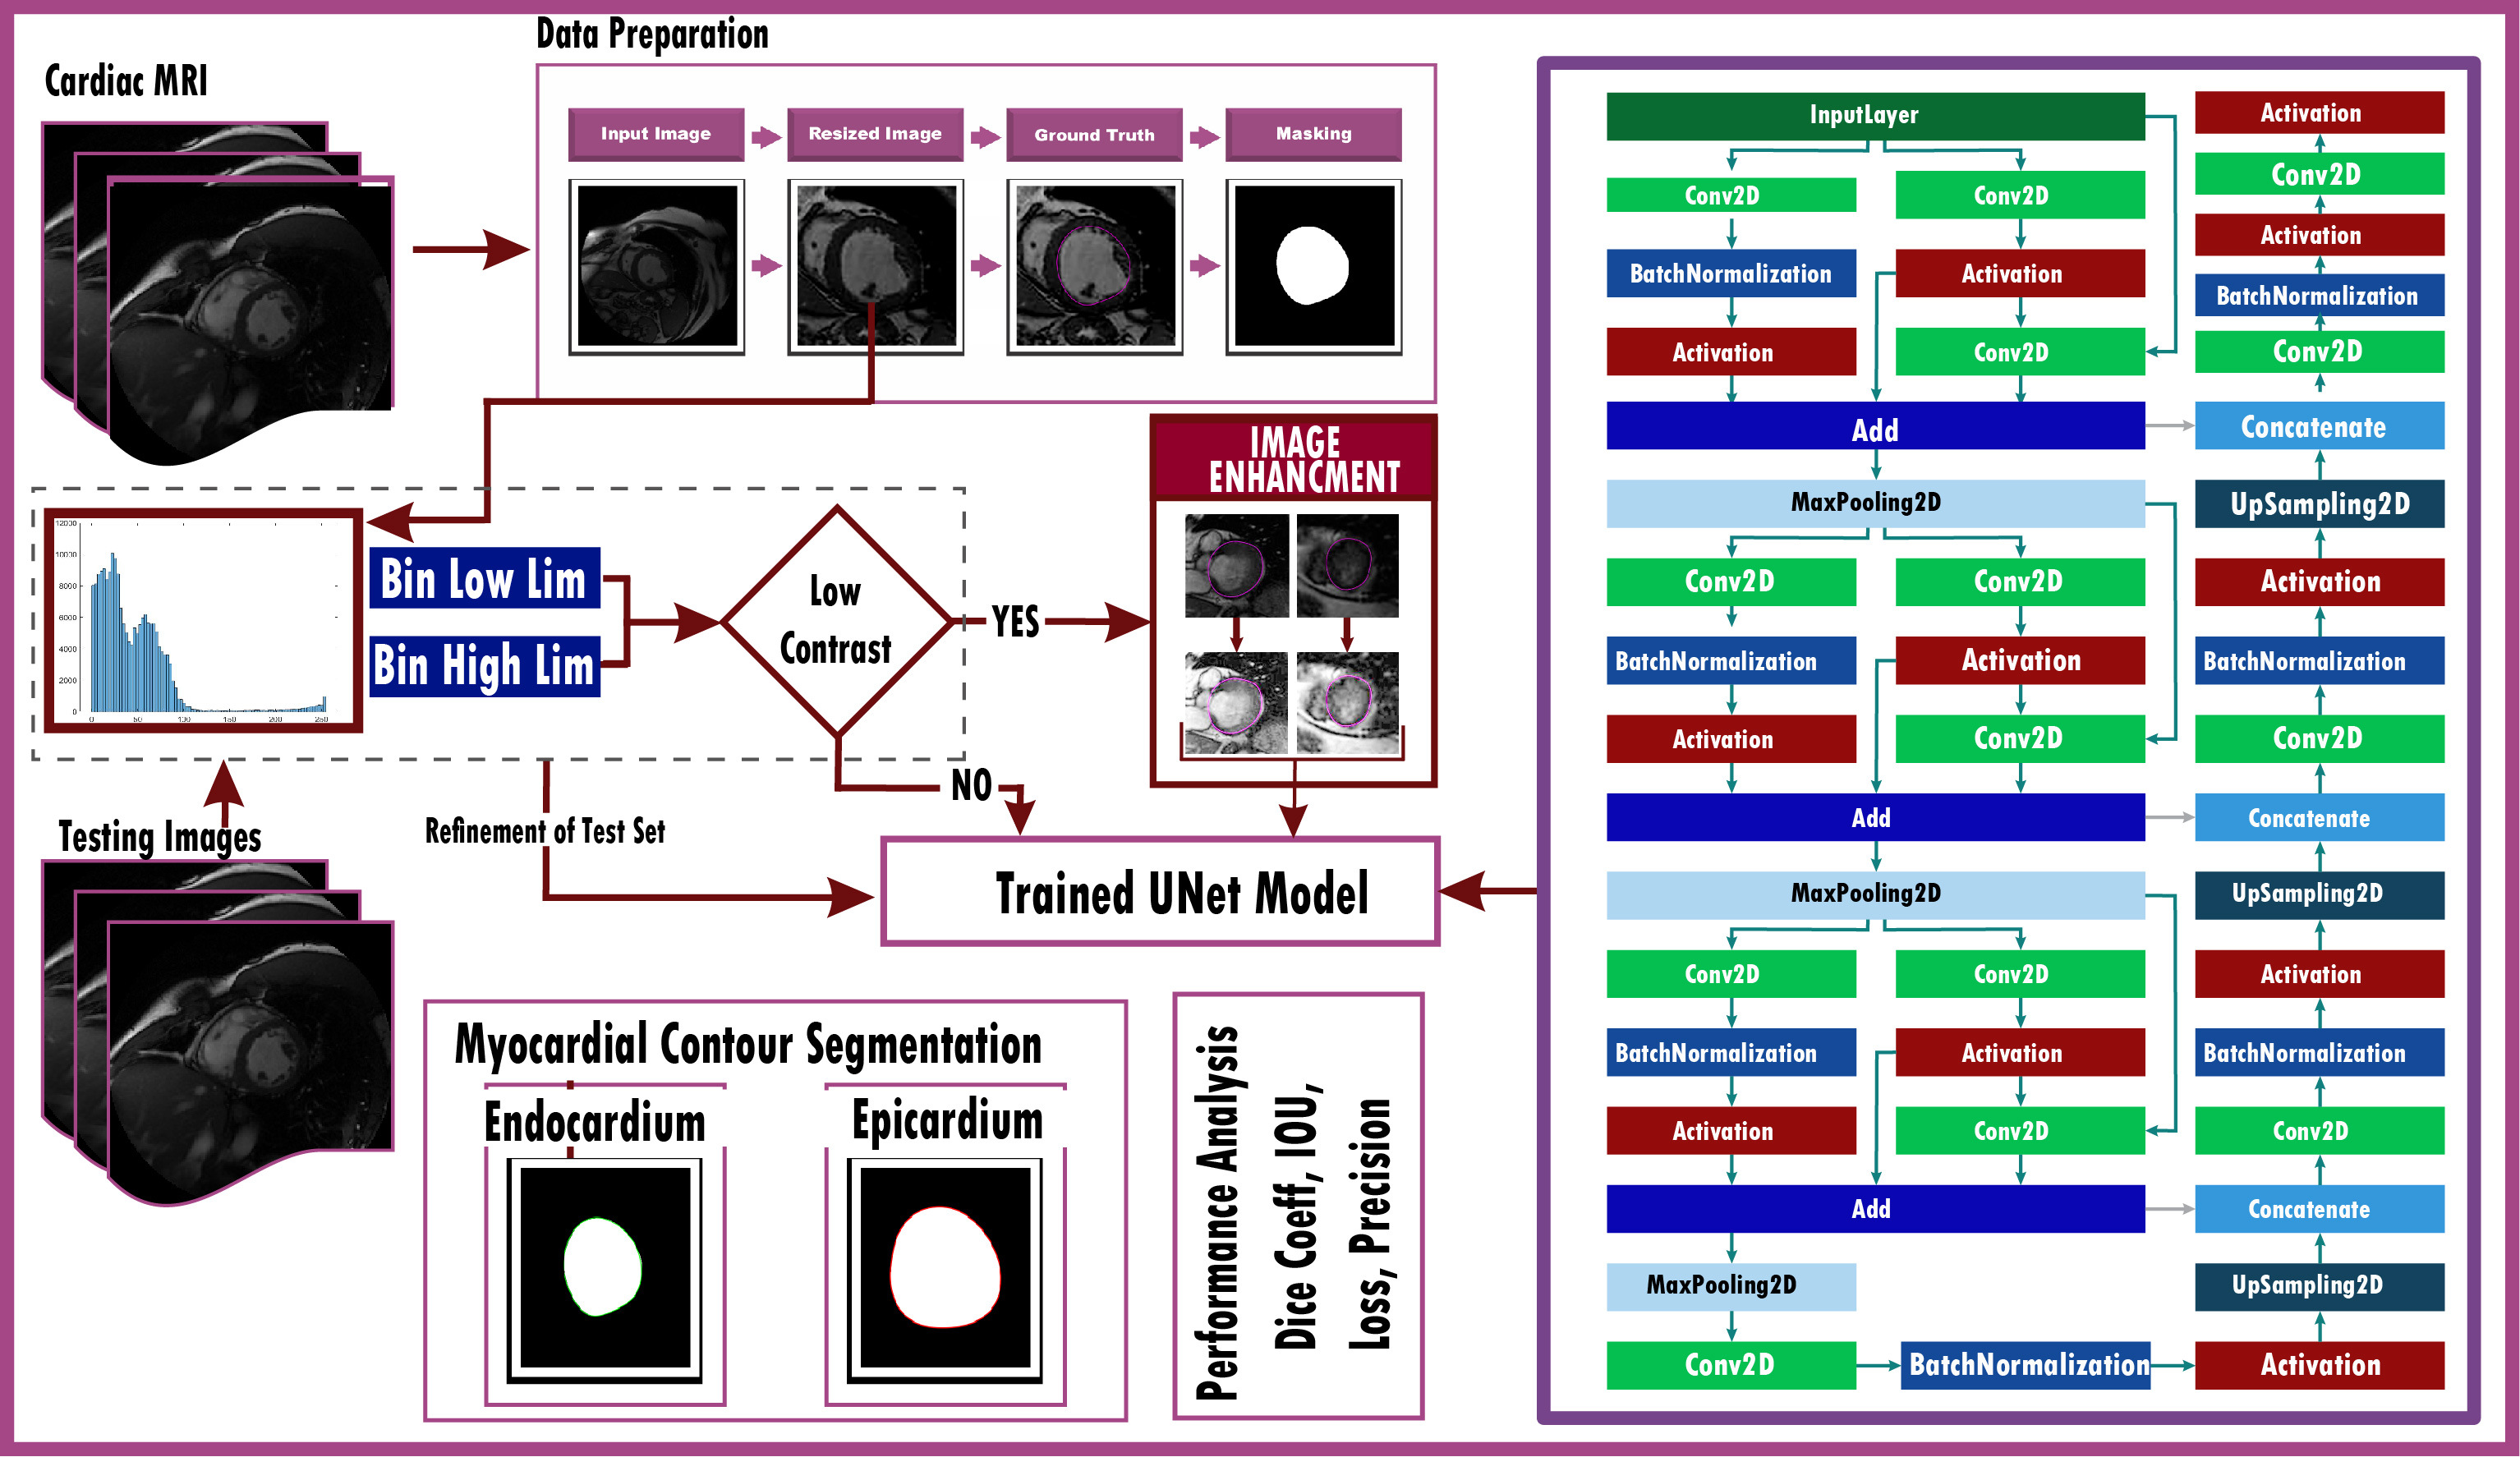 Cardiac MRI
Data Preparation
Input Image
Resized Image
Ground Truth
Masking
12000
10000
8000
6000
4000
2000
0
0
50
100
150
200
250
Bin Low Lim
Bin High Lim
Low
Contrast
YES
NO
IMAGE
ENHANCMENT
Testing Images
Refinement of Test Set
Trained UNet Model
Myocardial Contour Segmentation
Endocardium
Epicardium
Performance Analysis
Dice Coeff, IOU,
Loss, Precision
InputLayer
Conv2D
Conv2D
BatchNormalization
Activation
Activation
Conv2D
Add
MaxPooling2D
Conv2D
Conv2D
BatchNormalization
Activation
Activation
Conv2D
Add
MaxPooling2D
Conv2D
Conv2D
BatchNormalization
Activation
Activation
Conv2D
Add
MaxPooling2D
Conv2D
BatchNormalization
Activation
Conv2D
Activation
BatchNormalization
Conv2D
Concatenate
UpSampling2D
Activation
BatchNormalization
Conv2D
Concatenate
UpSampling2D
Activation
BatchNormalization
Conv2D
Concatenate
UpSampling2D
Activation